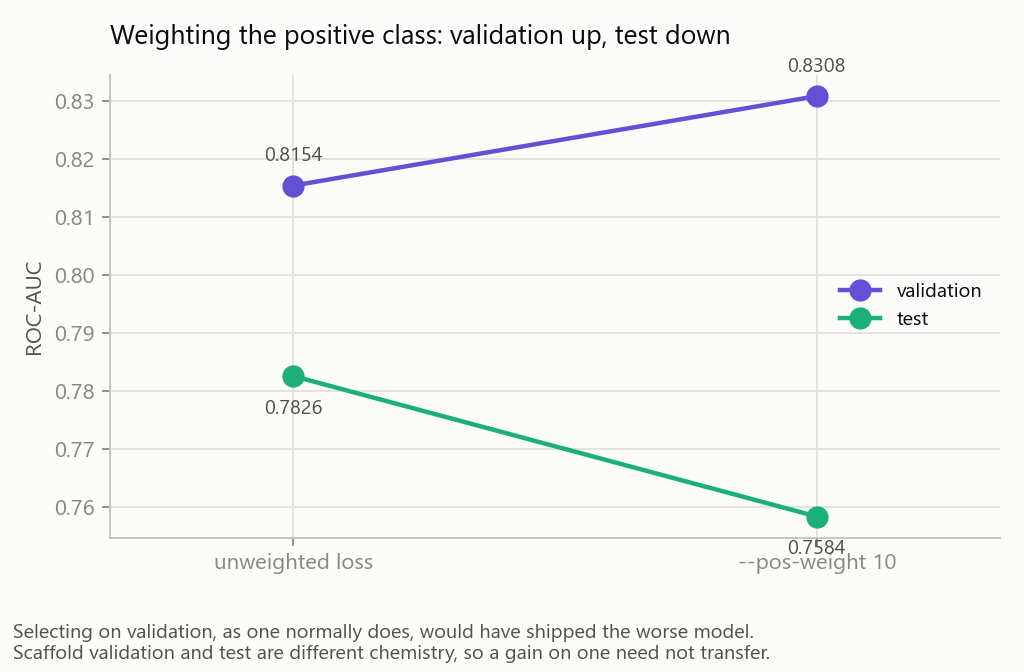 Weighting the positive class: validation up, test down
0.8308
0.83
0.82
0.8154
0.81
0.80
validation
ROC-AUC
test
0.79
0.78
0.7826
0.77
0.76
0.7584
unweighted loss
--pos-weight 10
Selecting on validation, as one normally does, would have shipped the worse model.
Scaffold validation and test are different chemistry, so a gain on one need not transfer.